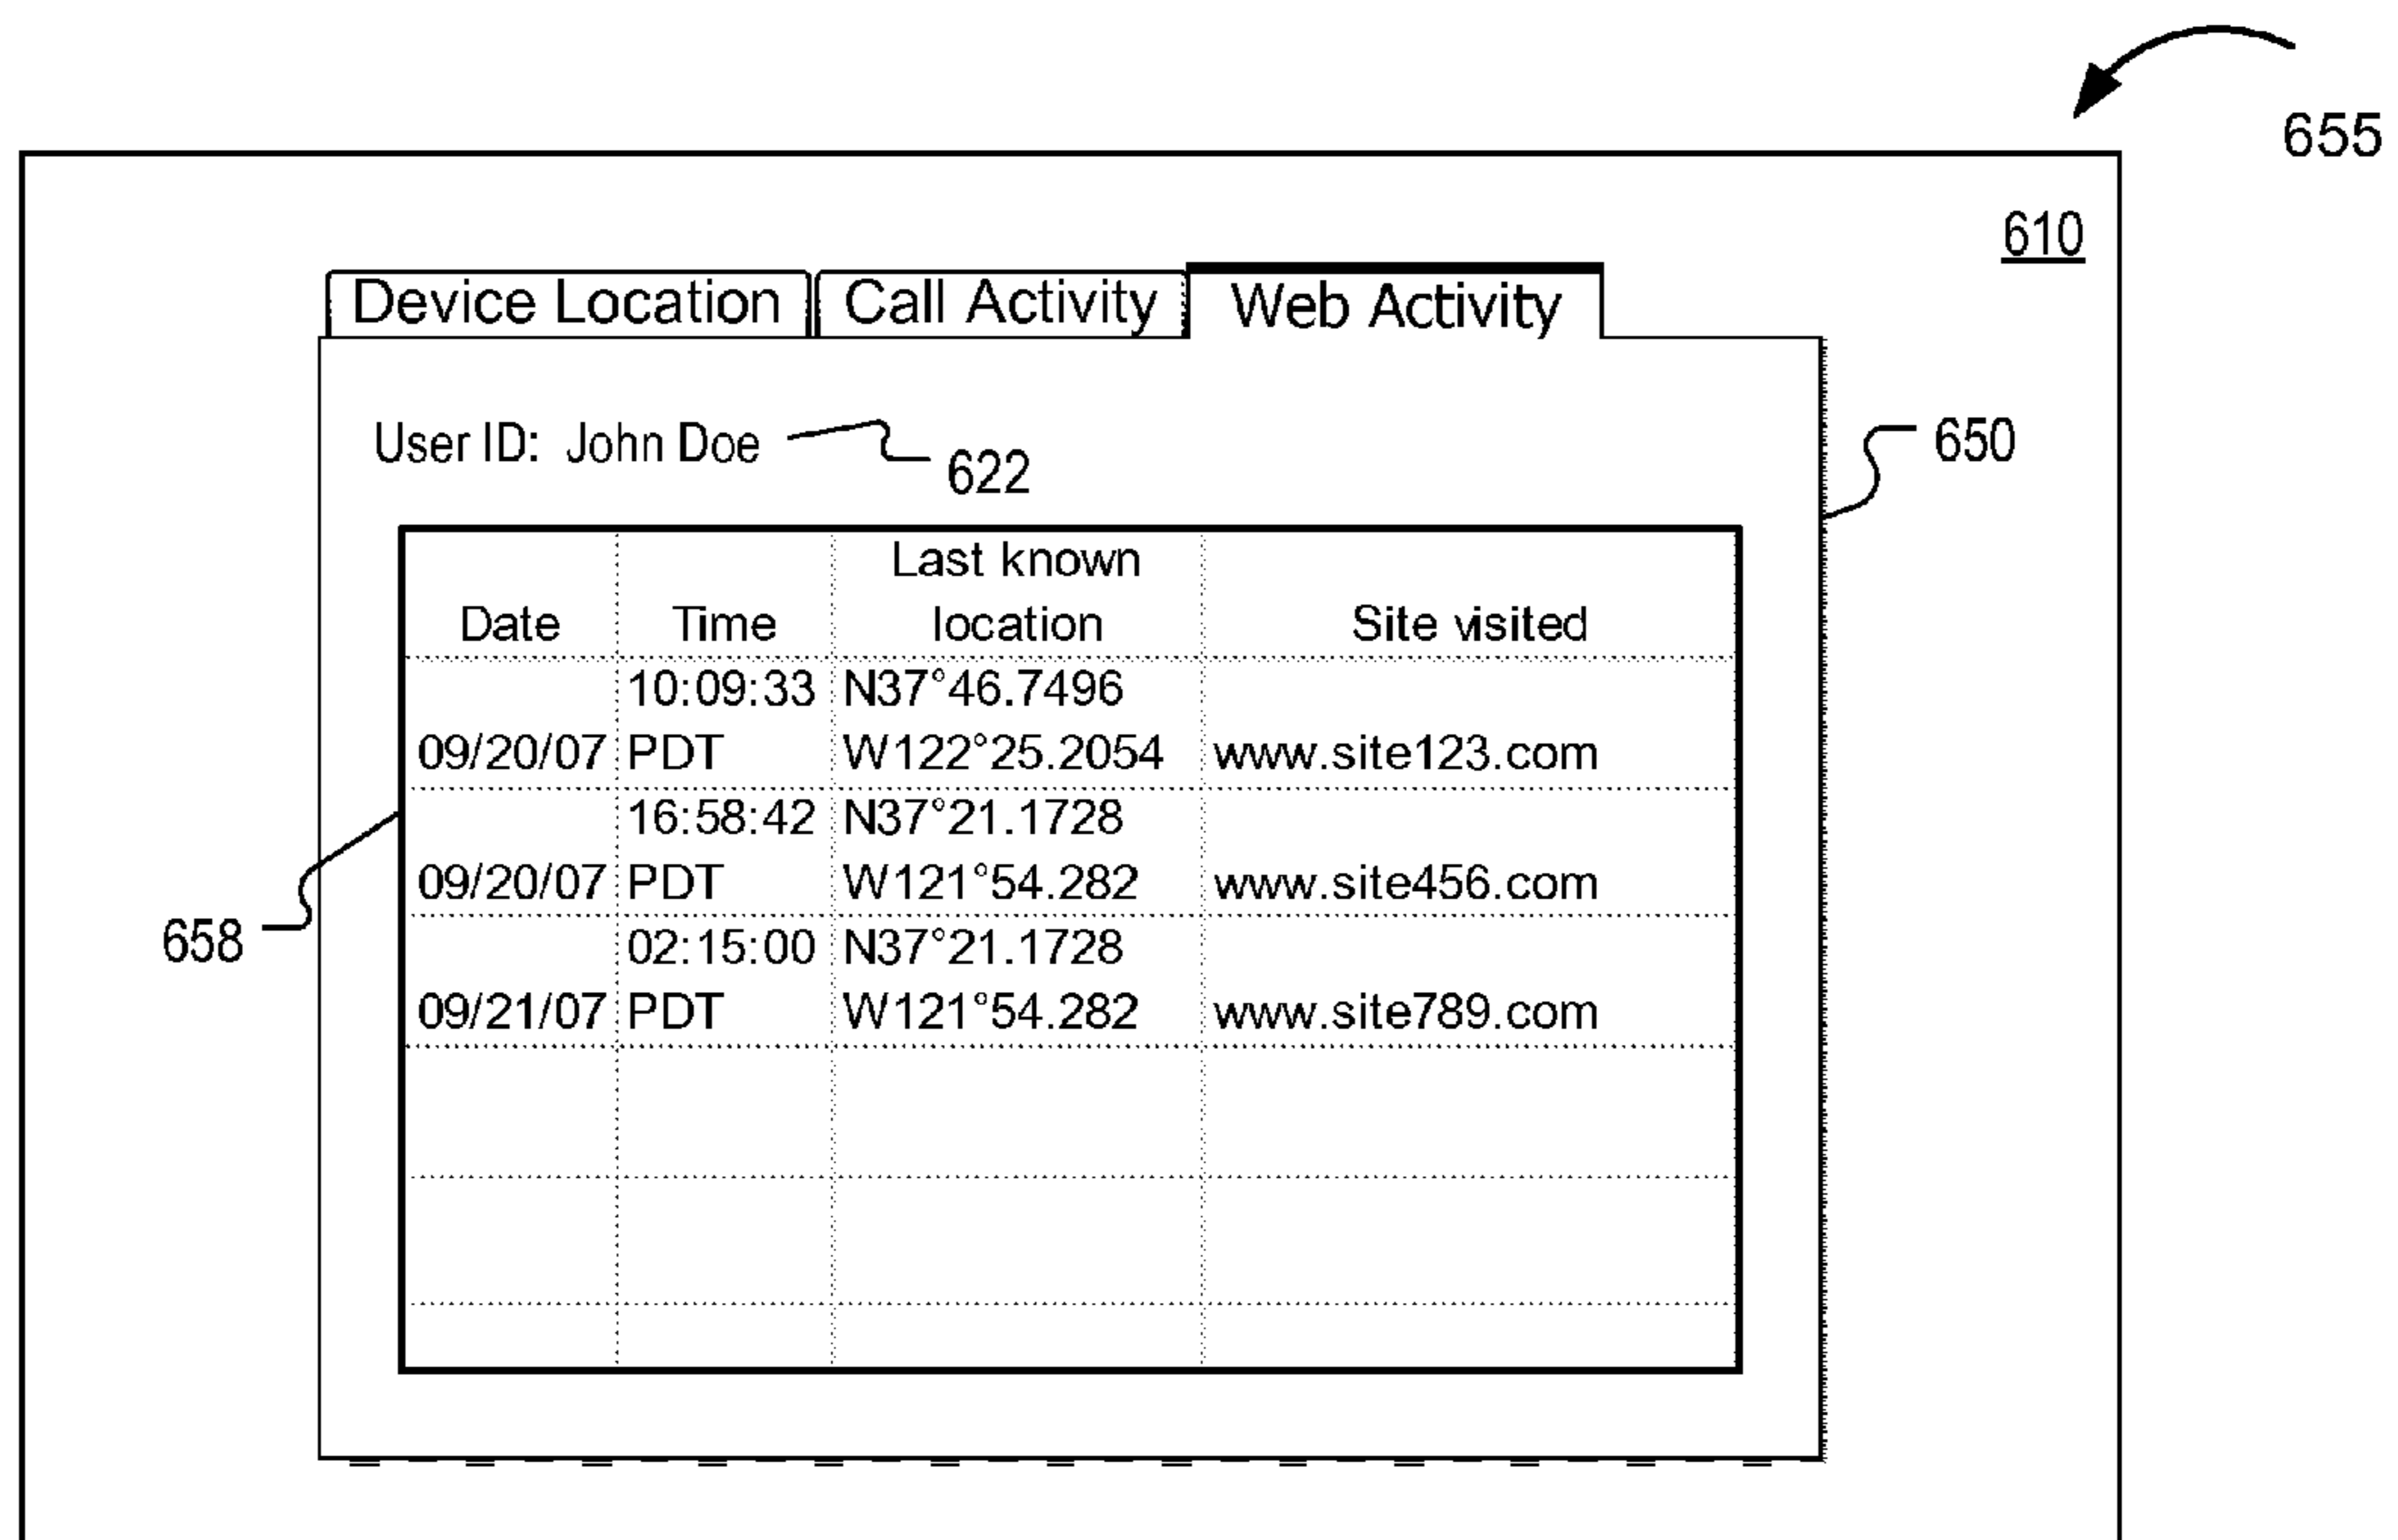 655
610
Device Location Call Activity Web Activity
User ID: John Doe
622
650
Last known
Date Time location Site visited
10:09:33 N37°46.7496
09/20/07 PDT W122°25.2054 www.site123.com
16:58:42 N37°21.1728
09/20/07 PDT W121°54.282 www.site456.com
658
02:15:00 N37°21.1728
09/21/07 PDT W121°54.282 www.site789.com